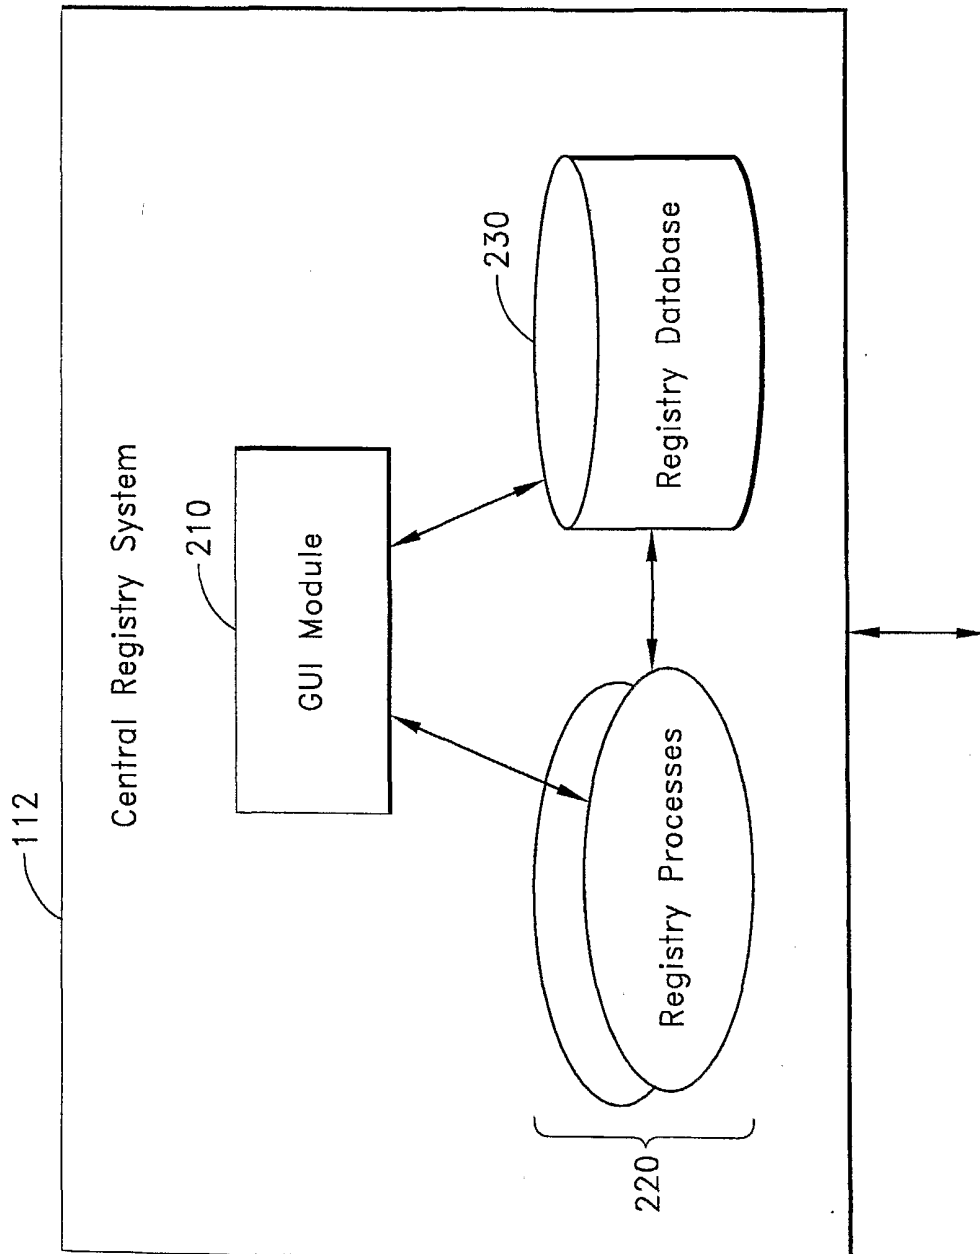 112
Central Registry System
210
GUI Module
230
Registry Database
Registry Processes
220